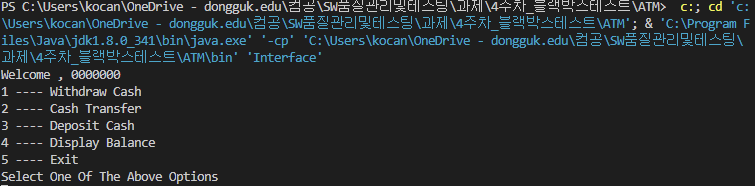 PS C:\Users\kocan\OneDrive - dongguk.edu\컴공\SW품질관리및테스팅\과제\4주차_블랙박스테스트\ATM>  c:; cd 'c:
\Users\kocan\OneDrive - dongguk.edu\컴공\SW품질관리및테스팅\과제\4주차_블랙박스테스트\ATM'; & 'C:\Program F
iles\Java\jdk1.8.0_341\bin\java.exe' '-cp' 'C:\Users\kocan\OneDrive - dongguk.edu\컴공\SW품질관리및테스팅
\과제\4주차_블랙박스테스트\ATM\bin' 'Interface'
Welcome , 0000000
1 ---- Withdraw Cash
2 ---- Cash Transfer
3 ---- Deposit Cash
4 ---- Display Balance
5 ---- Exit
Select One Of The Above Options